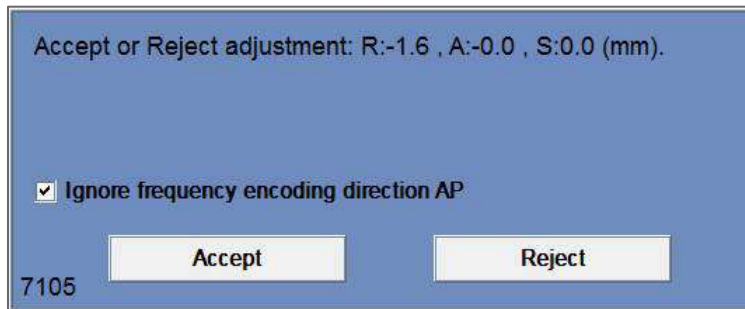 Accept or Reject adjustment: R:-1.6 , A:-0.0 , S:0.0 (mm).
Ignore frequency encoding direction AP
Accept Reject
7105